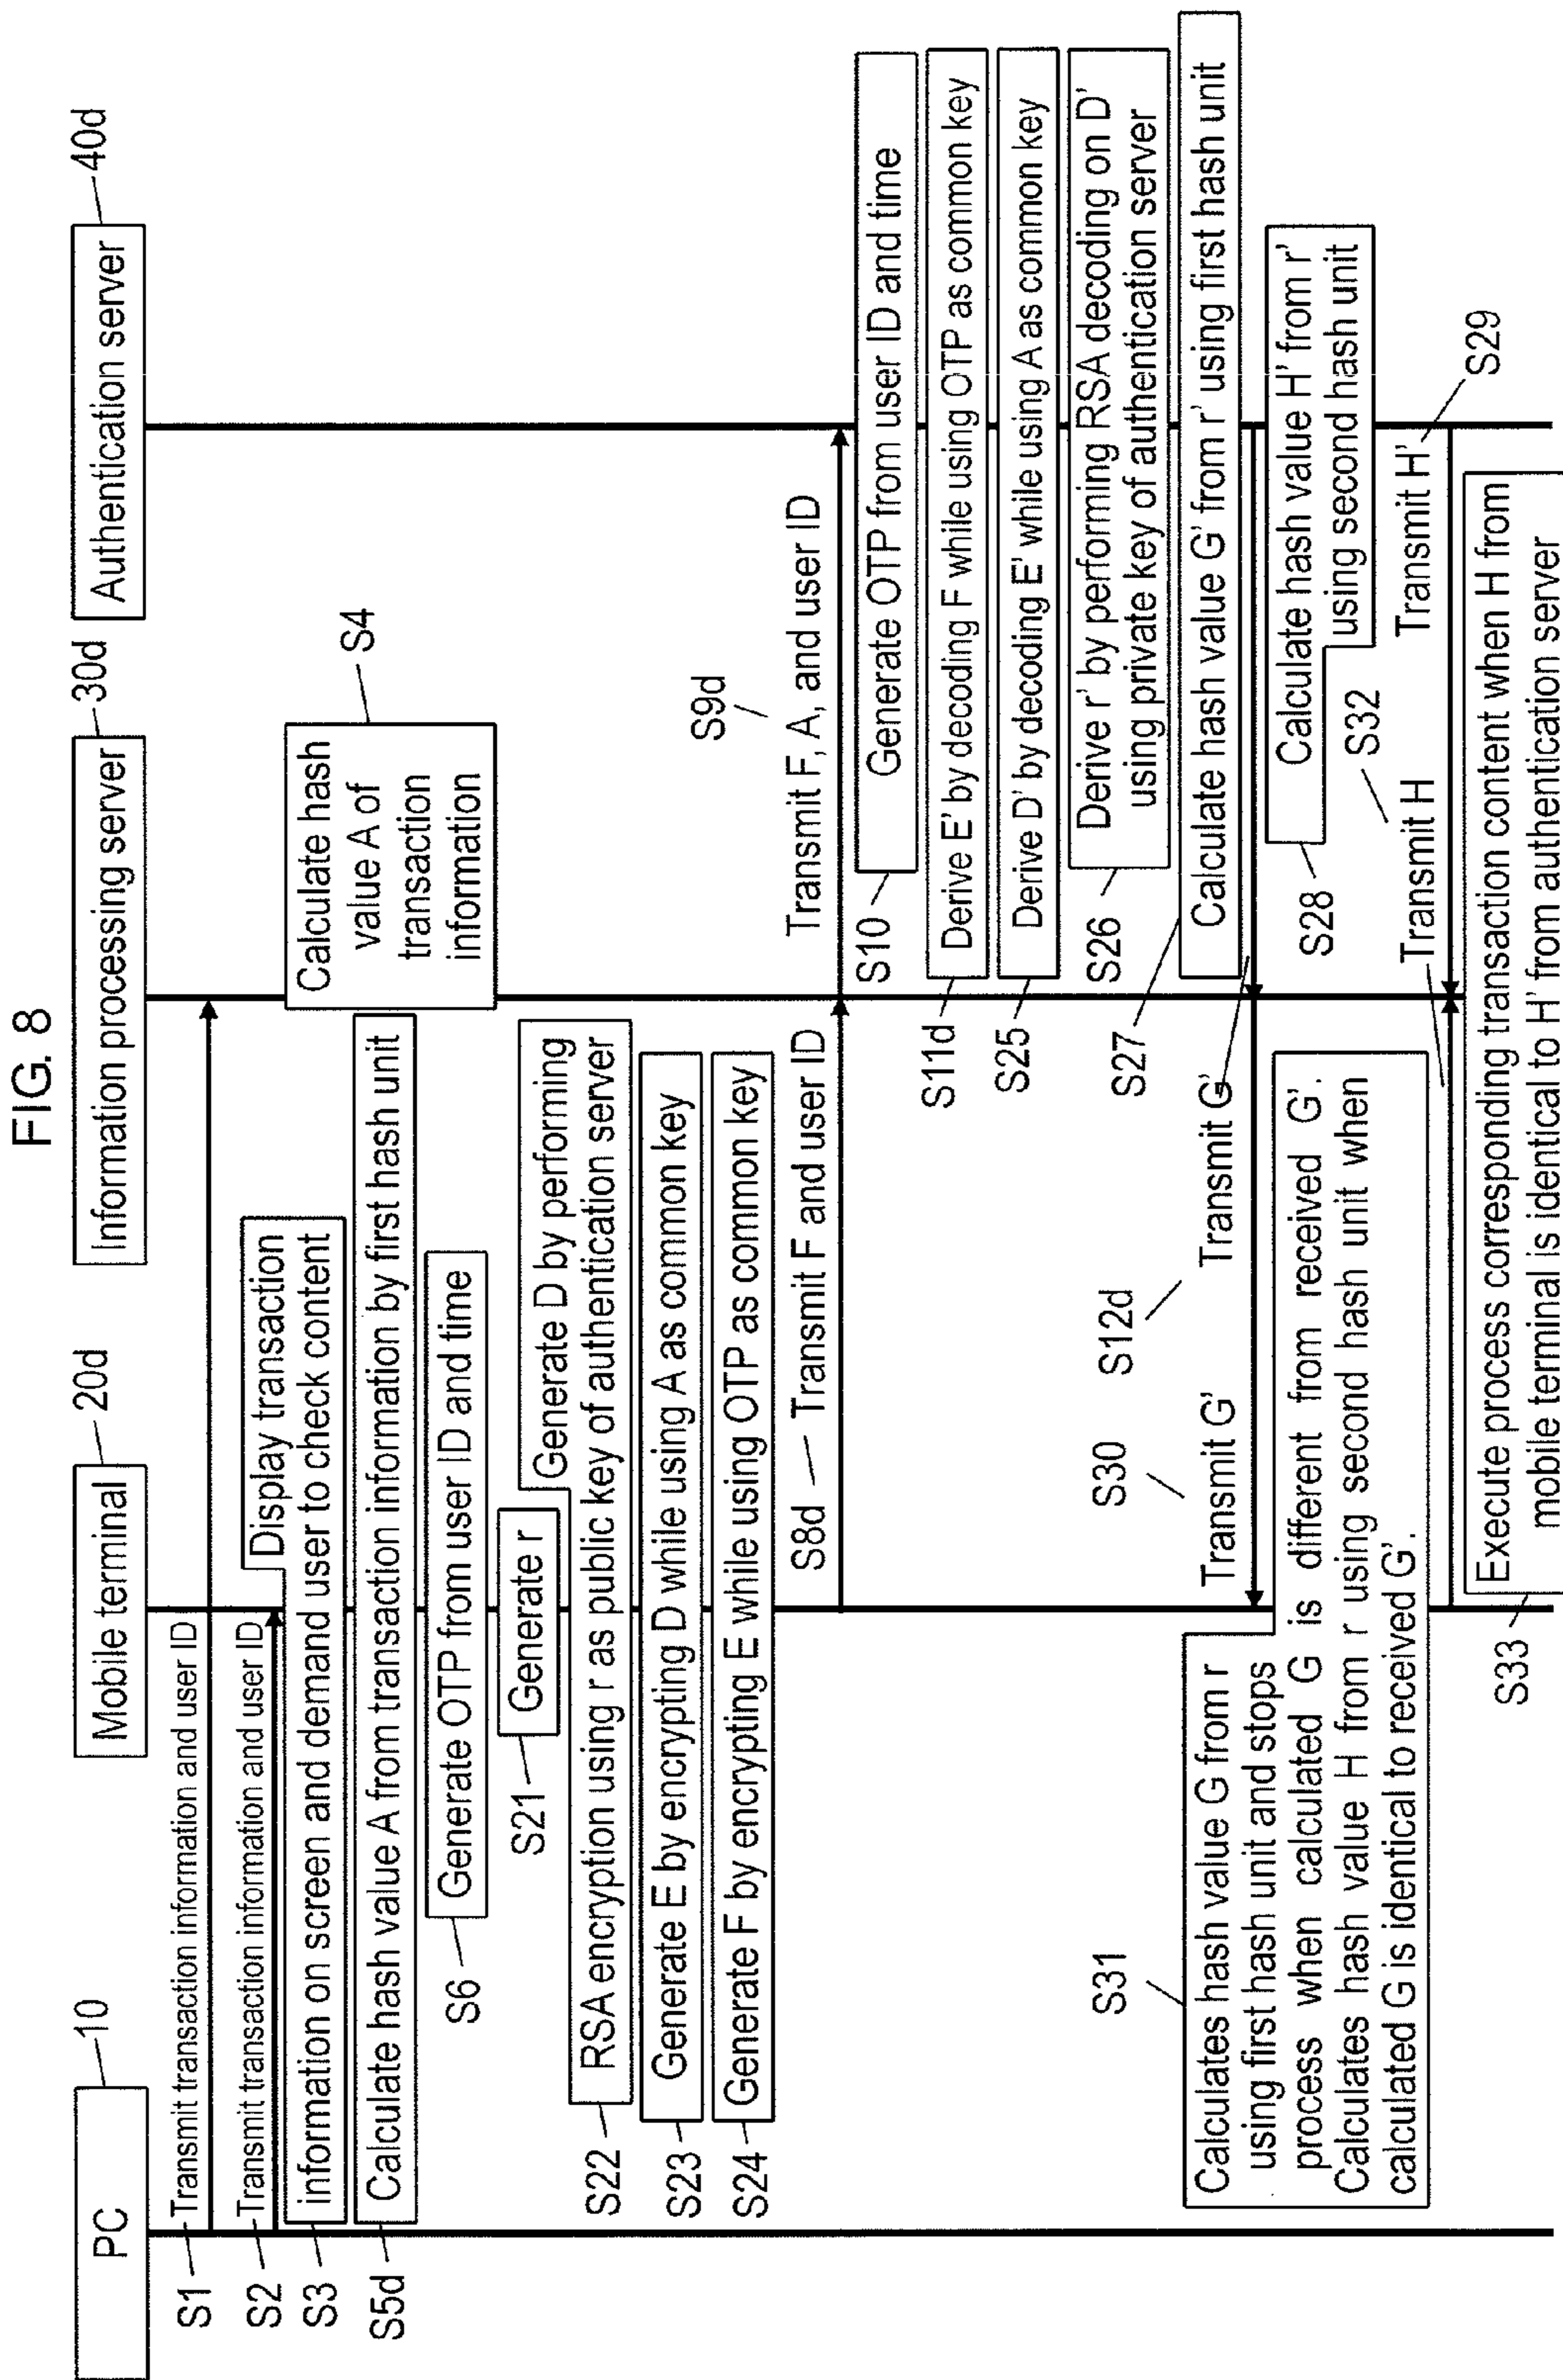 FIG. 8
PC
10
Mobile terminal
20d
Information processing server
30d
Authentication server
40d
S1
Transmit transaction information and user ID
S2
Transmit transaction information and user ID
S3
Display transaction
information on screen and demand user to check content
S4
Calculate hash
value A of
transaction
information
S5d
Calculate hash value A from transaction information by first hash unit
S6
Generate OTP from user ID and time
S21
Generate r
S22
Generate D by performing
RSA encryption using r as public key of authentication server
S23
Generate E by encrypting D while using A as common key
S24
Generate F by encrypting E while using OTP as common key
S8d
Transmit F and user ID
S9d
Transmit F, A, and user ID
S10
Generate OTP from user ID and time
S11d
Derive E' by decoding F while using OTP as common key
S25
Derive D' by decoding E' while using A as common key
S26
Derive r' by performing RSA decoding on D'
using private key of authentication server
S27
Calculate hash value G' from r' using first hash unit
S12d
Transmit G'
S30
Transmit G'
S28
Calculate hash value H' from r'
using second hash unit
S31
Calculates hash value G from r
using first hash unit and stops
process when calculated G is different from received G'.
Calculates hash value H from r using second hash unit when
calculated G is identical to received G'.
S32
Transmit H
Transmit H'
S29
S33
Execute process corresponding transaction content when H from
mobile terminal is identical to H' from authentication server